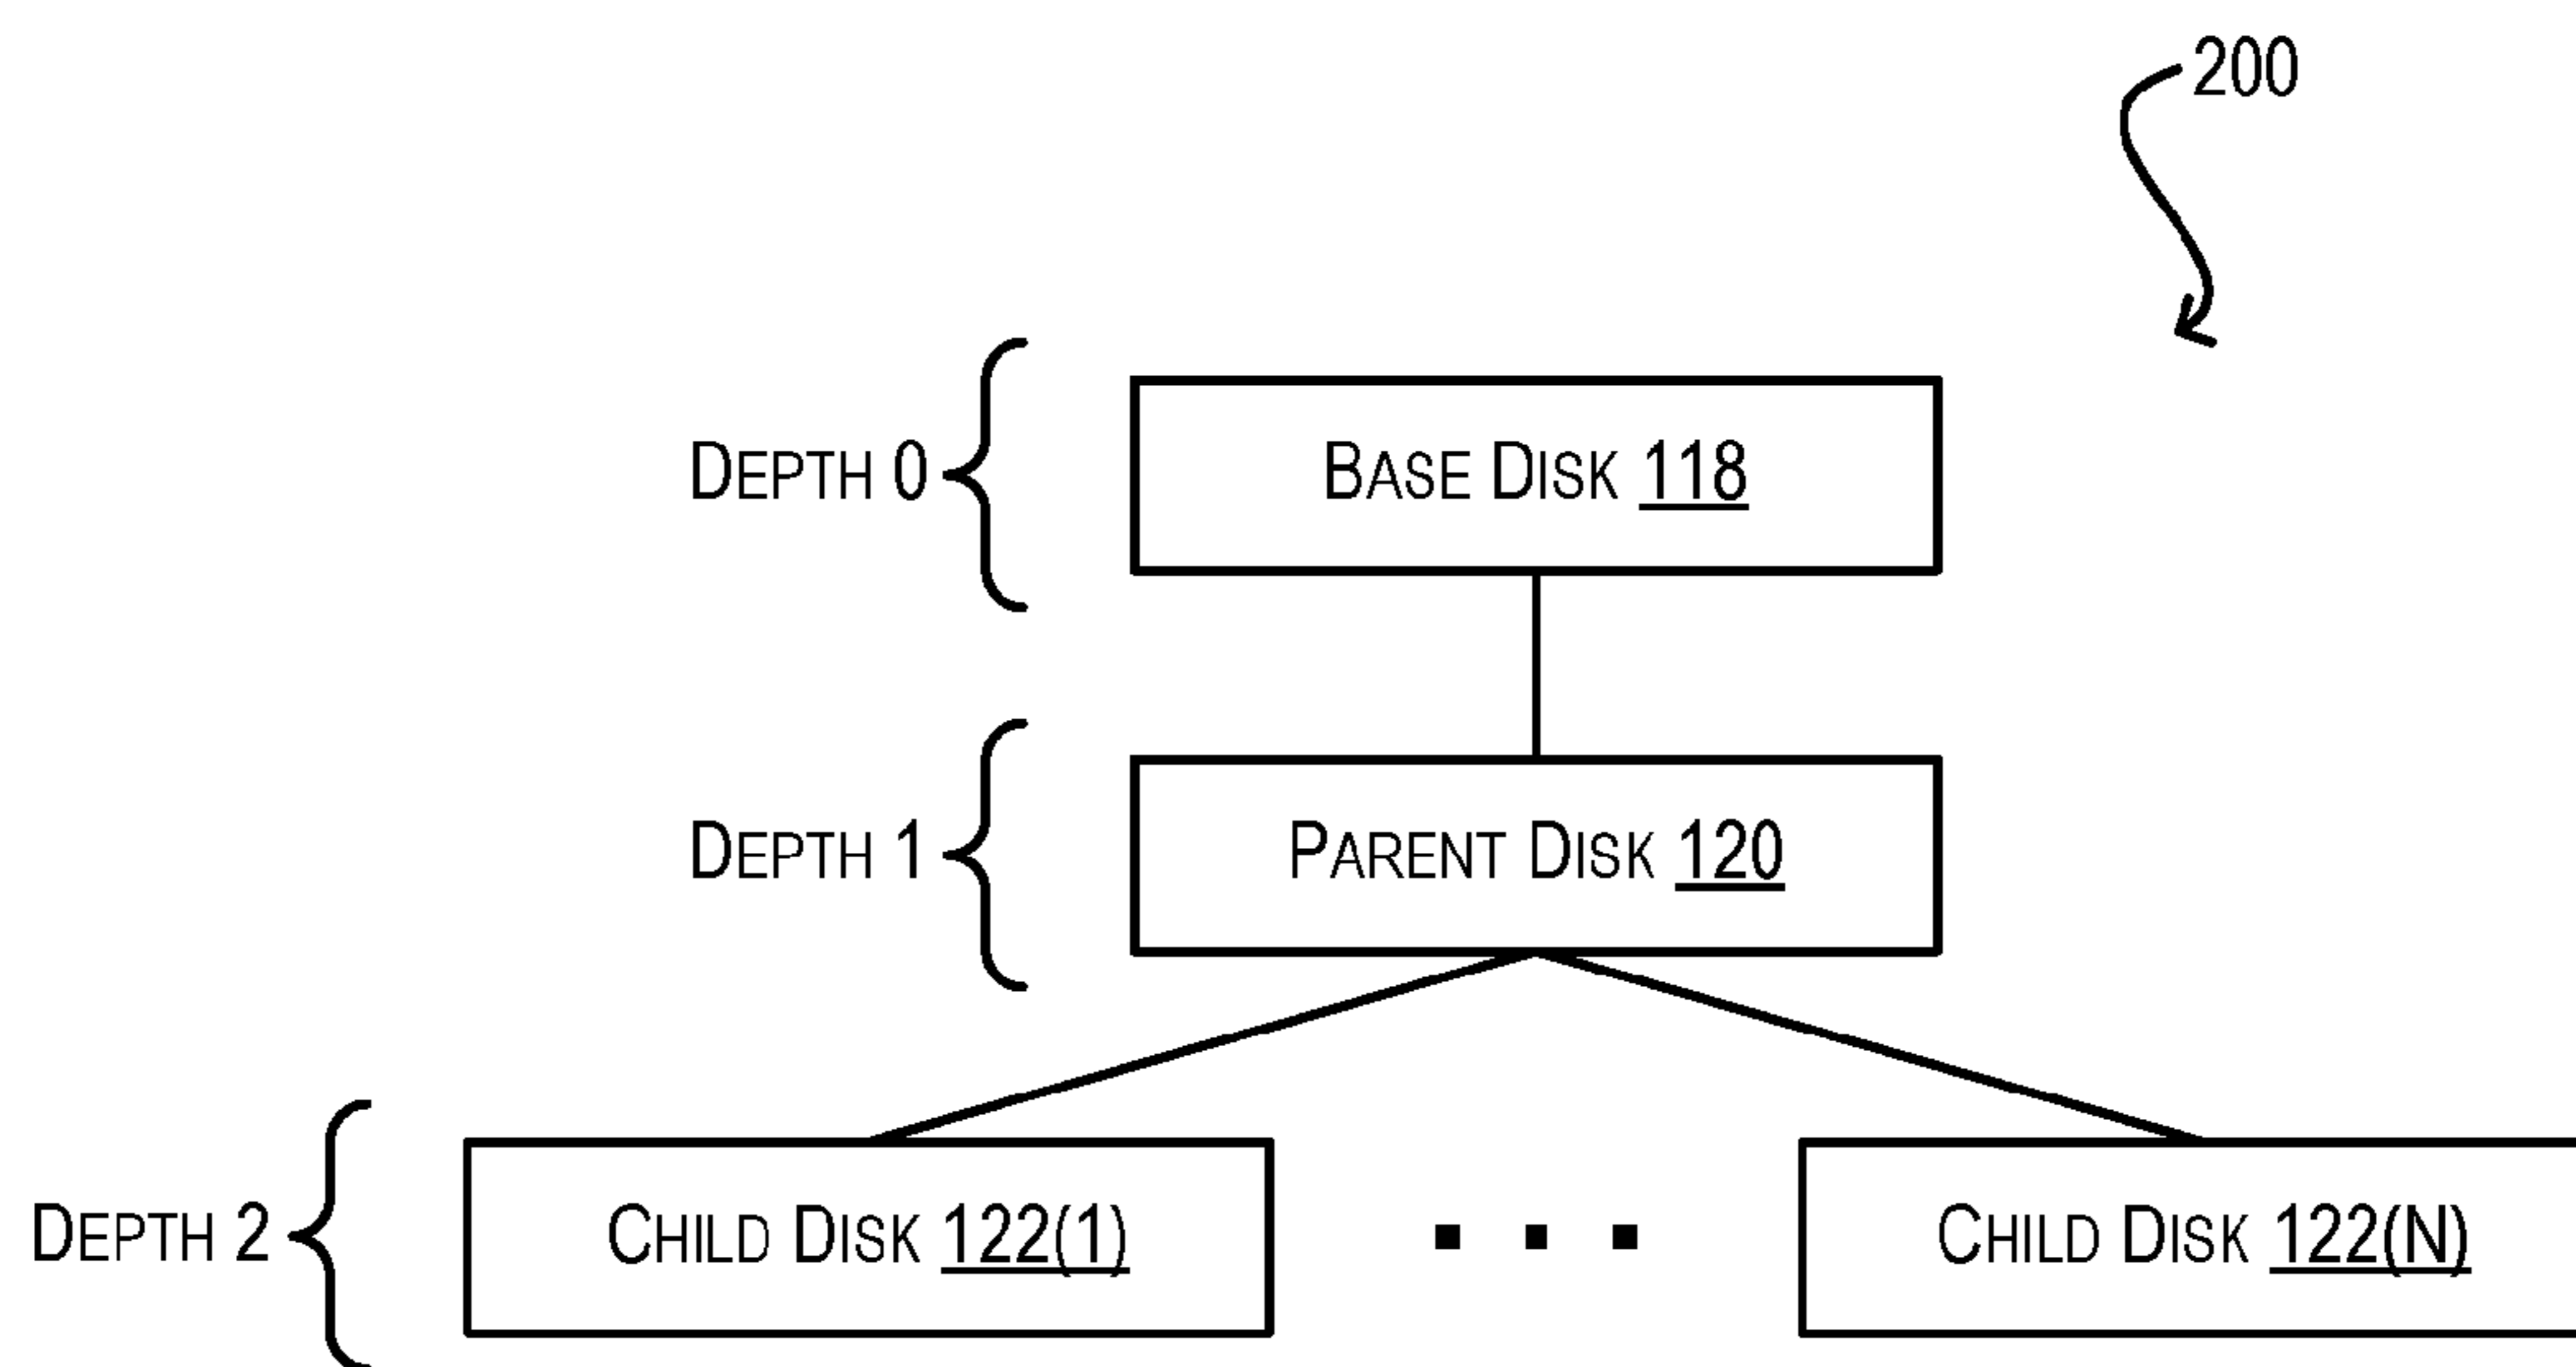 200
DEPTH 0
BASE DISK 118
DEPTH 1
PARENT DISK 120
DEPTH 2
CHILD DISK 122(1)
CHILD DISK 122(N)